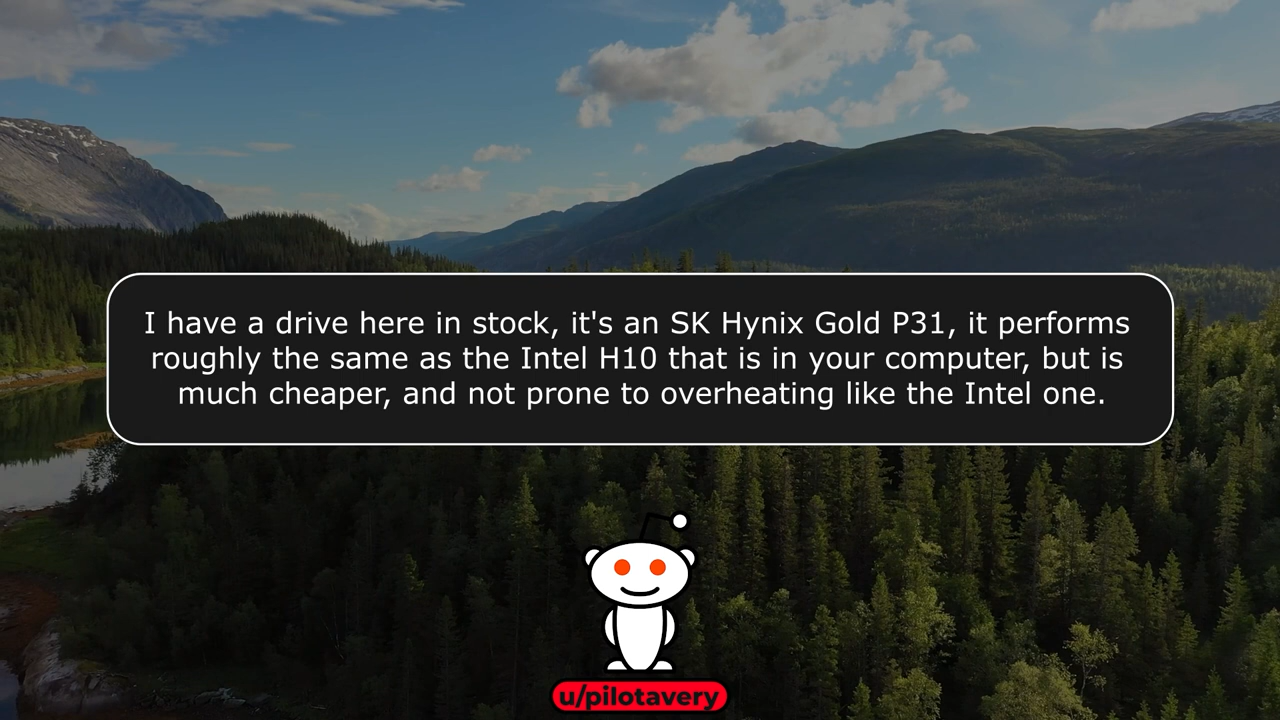 I have a drive here in stock, it's an SK Hynix Gold P31, it performs
roughly the same as the Intel H10 that is in your computer, but is
much cheaper, and not prone to overheating like the Intel one.
u/pilotavery